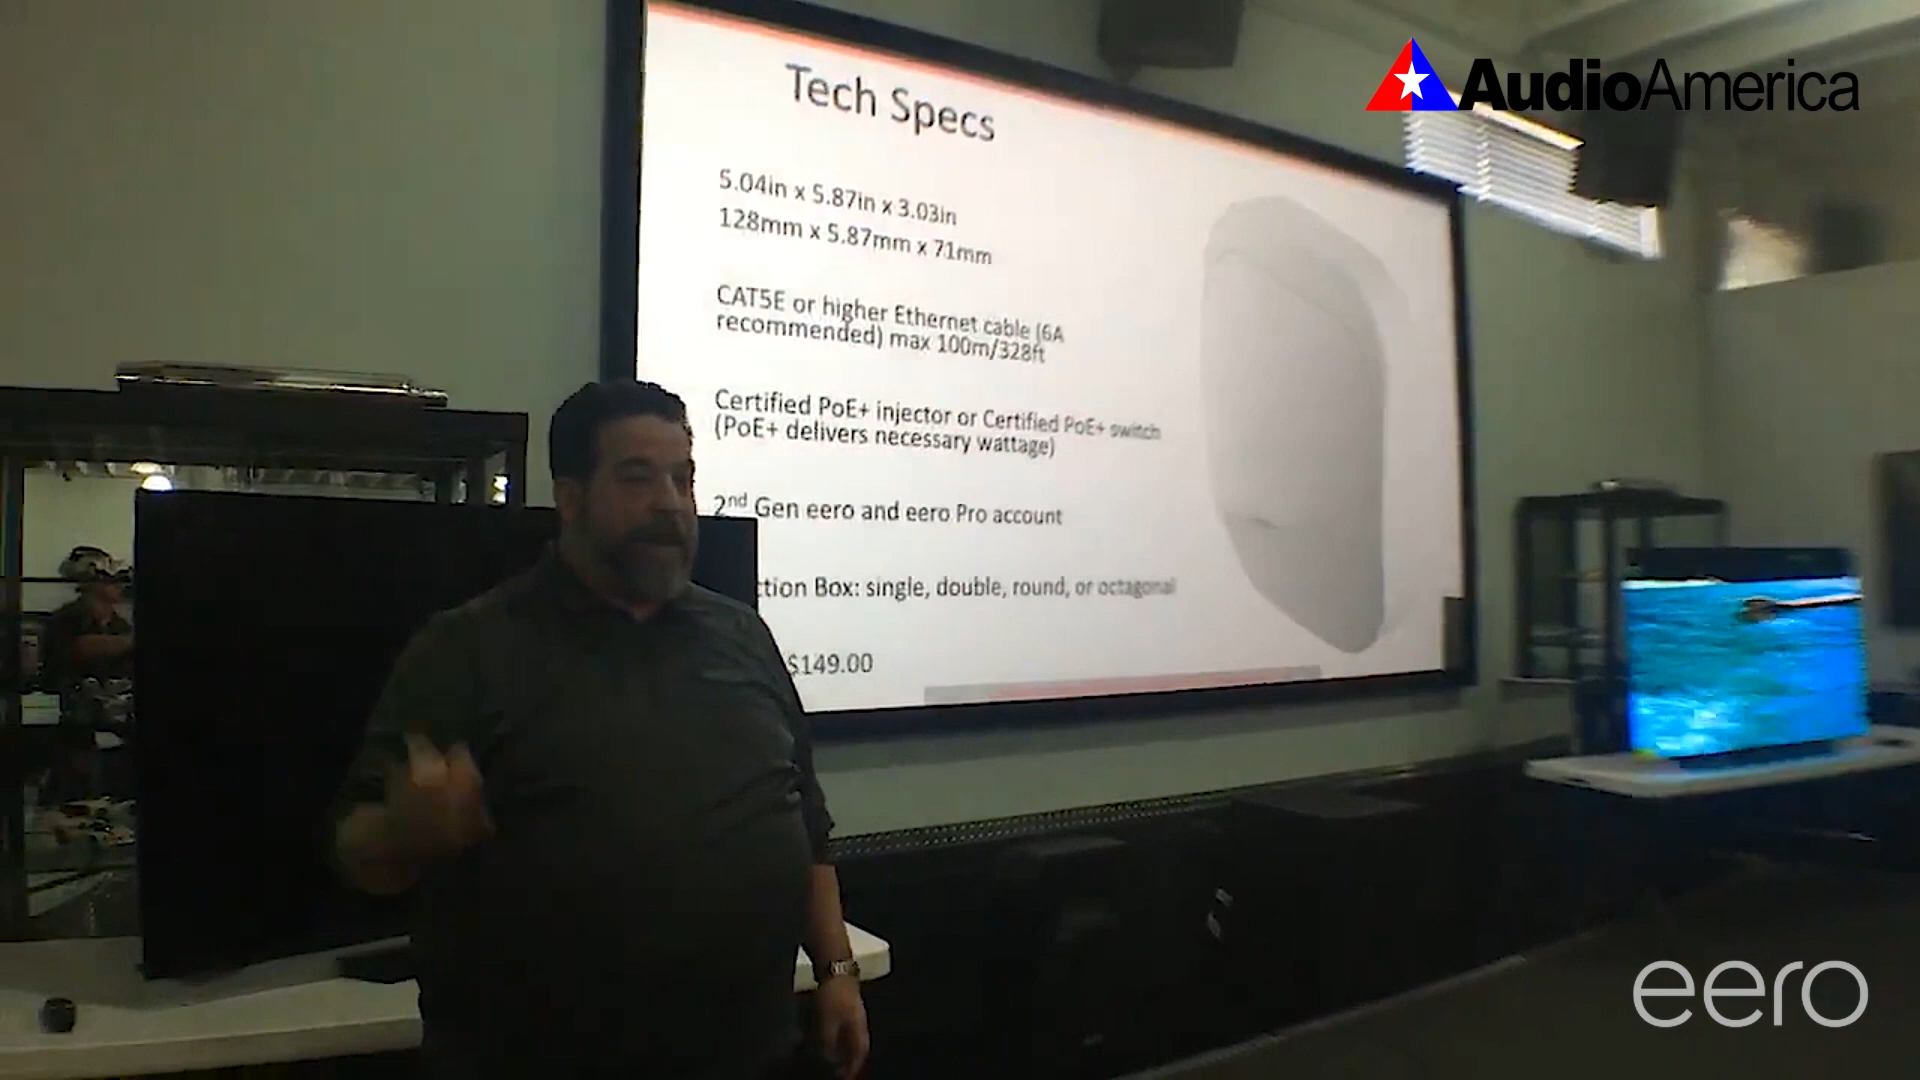 AudioAmerica
Tech Specs
5.04in x 5.87in x 3.03in
128mm x 5.87mm x 71mm
CAT5E or higher Ethernet cable (6A
recommended) max 100m/328ft
Certified PoE+ injector or Certified PoE+ switch
(PoE+ delivers necessary wattage)
2nd Gen eero and eero Pro account
ction Box: single, double, round, or octagonal
$149.00
eero